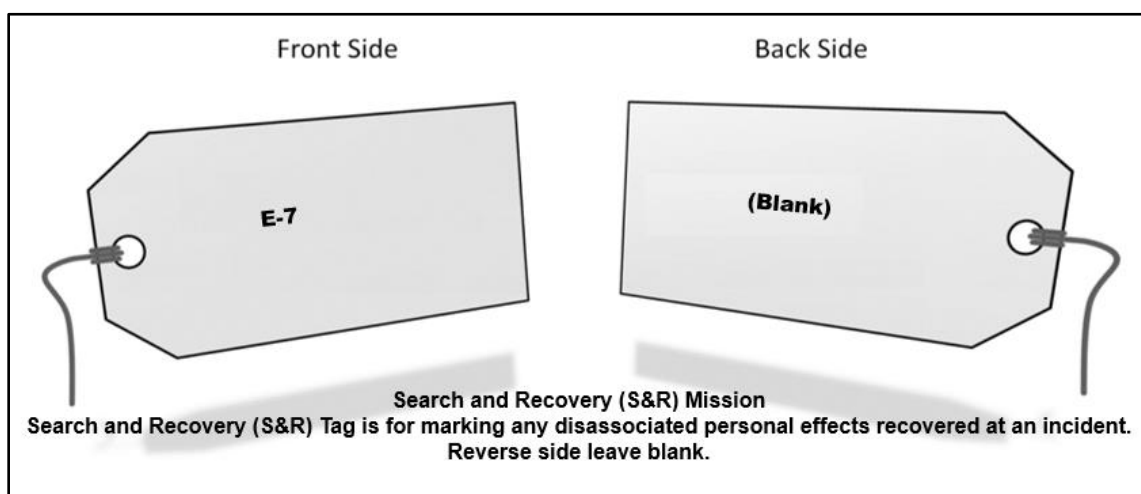 Front Side
Back Side
E-7
(Blank)
Search and Recovery (S&R) Mission
Search and Recovery (S&R) Tag is for marking any disassociated personal effects recovered at an incident.
Reverse side leave blank.